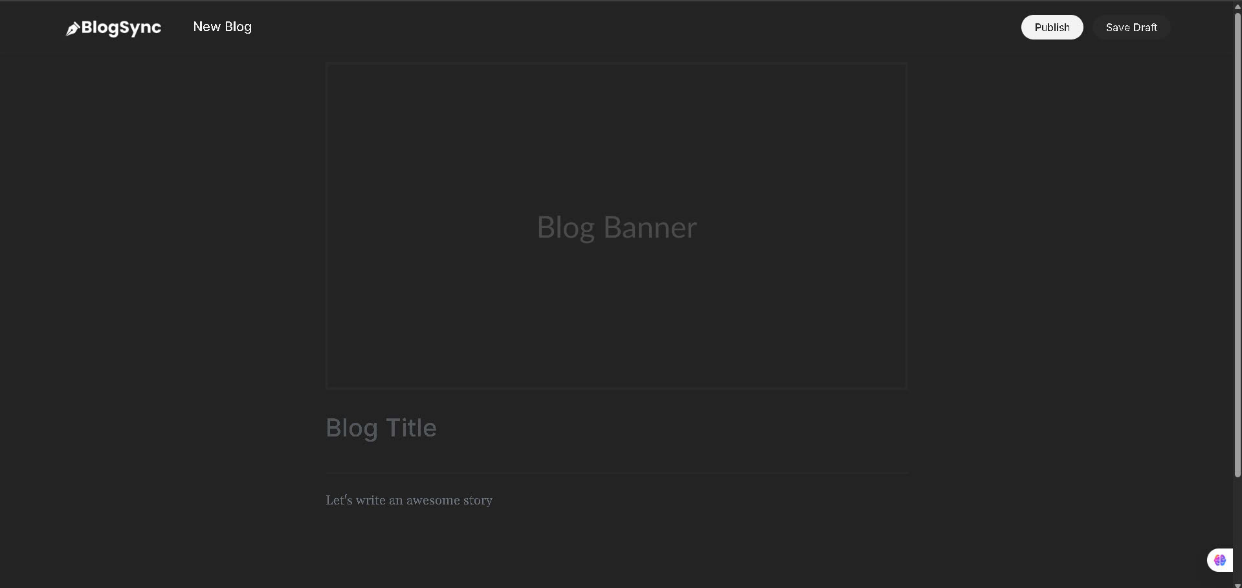 BlogSync
New Blog
Publish
Save Draft
Blog Banner
Blog Title
Let's write an awesome story